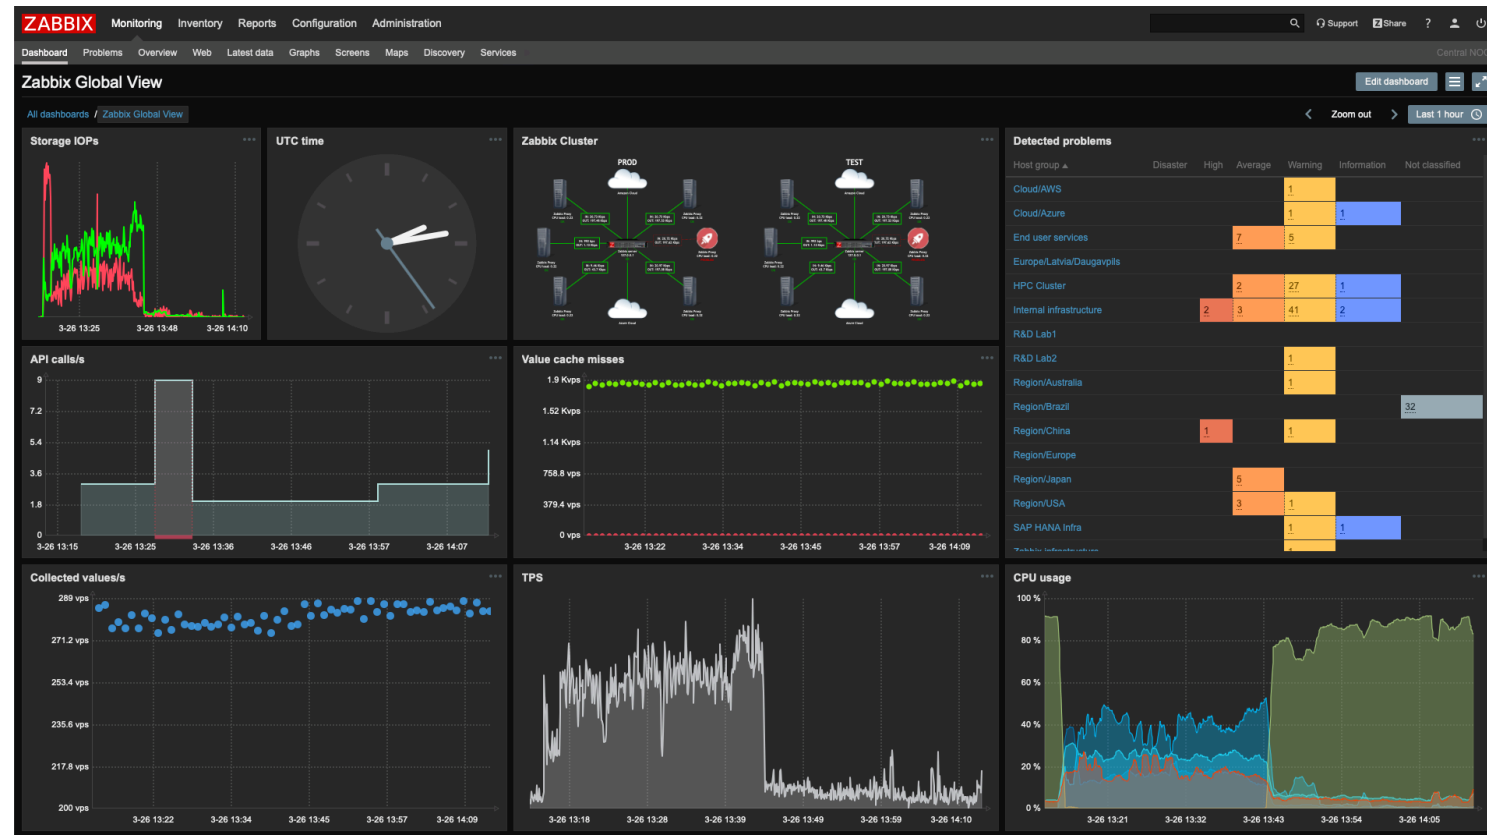 ZABBIX Monitoring Inventory Reports Configuration Administration Support Z Share ?
Dashboard Problems Overview Web Latest data Graphs Screens Maps Discovery Services Central NOC
Zabbix Global View Edit dashboard
All dashboards / Zabbix Global View Zoom out Last 1 hour
Storage IOPs
3-26 13:25 3-26 13:48 3-26 14:10
UTC time
Zabbix Cluster
PROD TEST
Detected problems
Host group Disaster High Average Warning Information Not classified
Cloud/AWS 1
Cloud/Azure 1 1
End user services 7 5
Europe/Latvia/Daugavpils
HPC Cluster 2 27 1
Internal infrastructure 2 3 41 2
R&D Lab1
R&D Lab2 1
Region/Australia 1
Region/Brazil 32
Region/China 1 1
Region/Europe
Region/Japan 5
Region/USA 3 1
SAP HANA Infra 1 1
Zabbix infrastructure
API calls/s
9
7.2
5.4
3.6
1.8
0
3-26 13:15 3-26 13:25 3-26 13:36 3-26 13:46 3-26 13:57 3-26 14:07
Value cache misses
1.9 Kvps
1.52 Kvps
1.14 Kvps
758.8 vps
379.4 vps
0 vps
3-26 13:22 3-26 13:34 3-26 13:45 3-26 13:57 3-26 14:09
Collected values/s
289 vps
271.2 vps
253.4 vps
235.6 vps
217.8 vps
200 vps
3-26 13:22 3-26 13:34 3-26 13:45 3-26 13:57 3-26 14:09
TPS
3-26 13:18 3-26 13:28 3-26 13:39 3-26 13:49 3-26 13:59 3-26 14:10
CPU usage
100 %
80 %
60 %
40 %
20 %
0 %
3-26 13:21 3-26 13:32 3-26 13:43 3-26 13:54 3-26 14:05